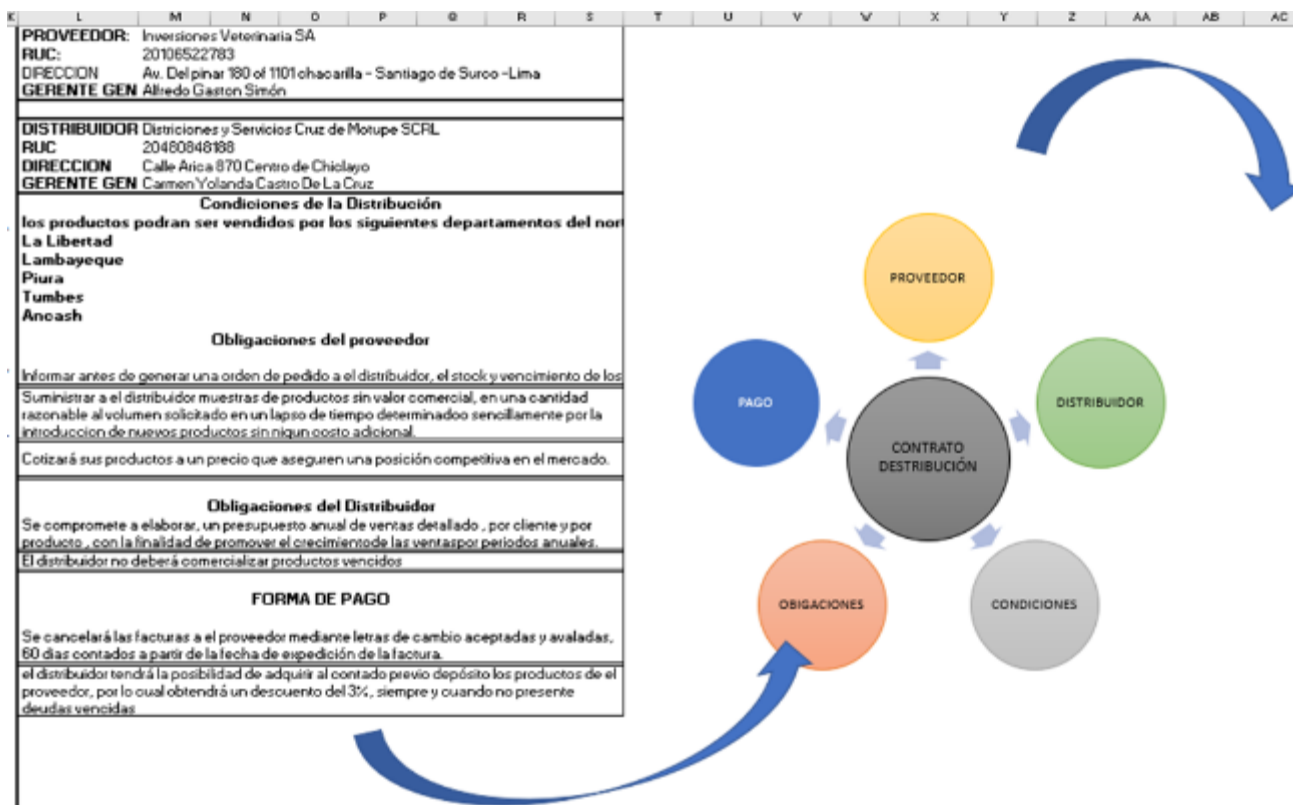 K L M N O P Q R S T U V W X Y Z AA AB AC
PROVEEDOR: Inversiones Veterinaria SA
RUC: 20106522783
DIRECCION Av. Del pinar 180 of 1101 chacarilla - Santiago de Surco -Lima
GERENTE GEN Alfredo Gaston Simón
DISTRIBUIDOR Districiones y Servicios Cruz de Motupe SCRL
RUC 20480848188
DIRECCION Calle Arica 870 Centro de Chiclayo
GERENTE GEN Carmen Yolanda Castro De La Cruz
Condiciones de la Distribución
los productos podran ser vendidos por los siguientes departamentos del nort
La Libertad
Lambayeque
Piura
Tumbes
Ancash
Obligaciones del proveedor
Informar antes de generar una orden de pedido a el distribuidor, el stock y vencimiento de los
Suministrar a el distribuidor muestras de productos sin valor comercial, en una cantidad
razonable al volumen solicitado en un lapso de tiempo determinadoo sencillamente por la
introduccion de nuevos productos sin nigun costo adicional.
Cotizará sus productos a un precio que aseguren una posición competitiva en el mercado.
Obligaciones del Distribuidor
Se compromete a elaborar, un presupuesto anual de ventas detallado , por cliente y por
producto , con la finalidad de promover el crecimientode las ventaspor periodos anuales.
El distribuidor no deberá comercializar productos vencidos
FORMA DE PAGO
Se cancelará las facturas a el proveedor mediante letras de cambio aceptadas y avaladas,
60 dias contados a partir de la fecha de expedición de la factura.
el distribuidor tendrá la posibilidad de adquirir al contado previo depósito los productos de el
proveedor, por lo cual obtendrá un descuento del 3%, siempre y cuando no presente
deudas vencidas
PROVEEDOR
PAGO
DISTRIBUIDOR
CONTRATO
DESTRIBUCIÓN
OBIGACIONES
CONDICIONES